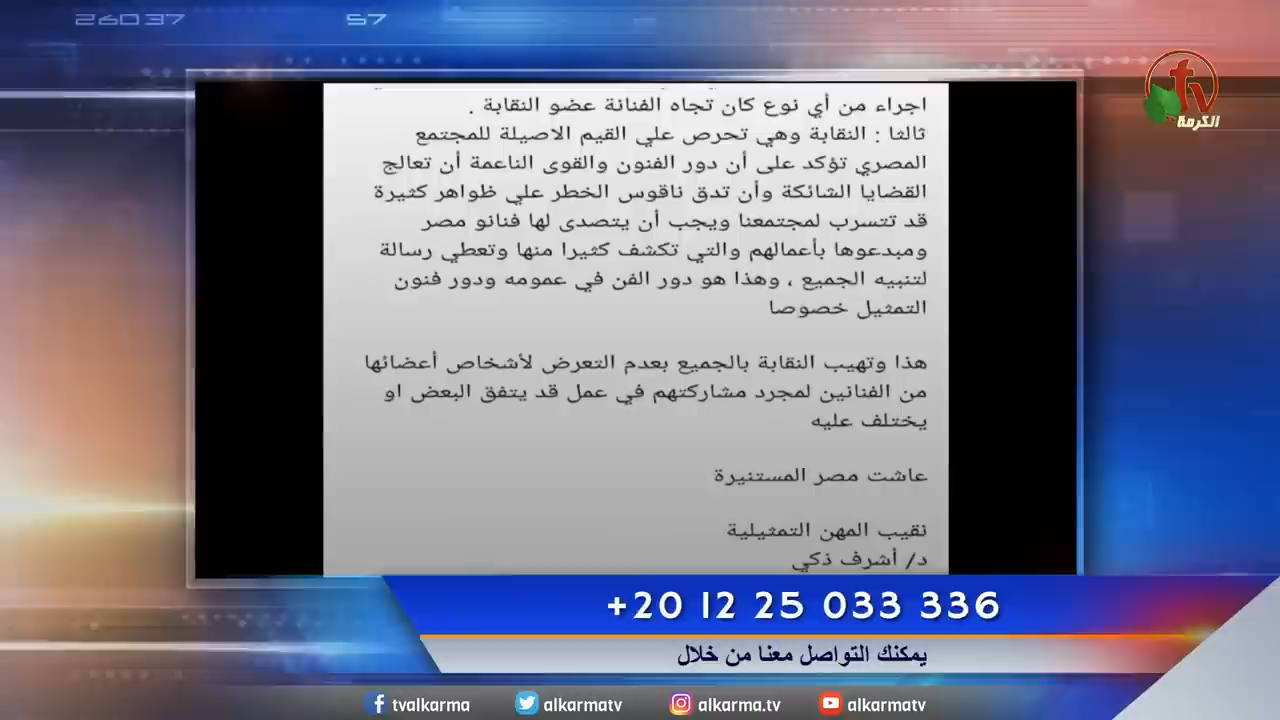 26037
57
tv
الكرمة
اجراء من أي نوع كان تجاه الفنانة عضو النقابة .
ثالثا : النقابة وهي تحرص علي القيم الاصيلة للمجتمع
المصري تؤكد على أن دور الفنون والقوى الناعمة أن تعالج
القضايا الشائكة وأن تدق ناقوس الخطر علي ظواهر كثيرة
قد تتسرب لمجتمعنا ويجب أن يتصدى لها فنانو مصر
ومبدعوها بأعمالهم والتي تكشف كثيرا منها وتعطي رسالة
لتنبيه الجميع ، وهذا هو دور الفن في عمومه ودور فنون
التمثيل خصوصا
هذا وتهيب النقابة بالجميع بعدم التعرض لأشخاص أعضائها
من الفنانين لمجرد مشاركتهم في عمل قد يتفق البعض او
يختلف عليه
عاشت مصر المستنيرة
نقيب المهن التمثيلية
د/ أشرف ذكي
+20 12 25 033 336
يمكنك التواصل معنا من خلال
tvalkarma
alkarmatv
alkarma.tv
alkarmatv